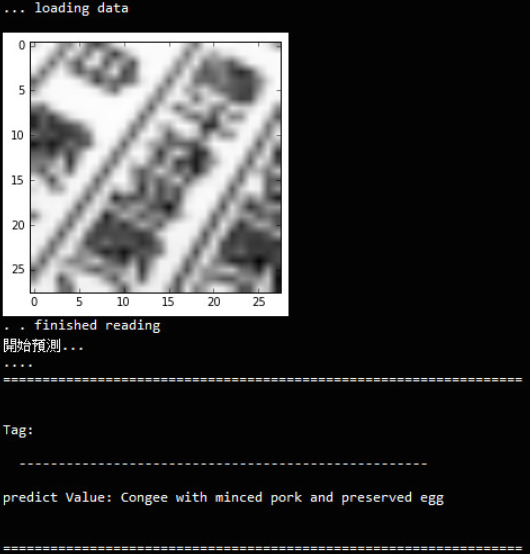 ... loading data
0
5
10
15
20
25
0 5 10 15 20 25
. . finished reading
開始預測...
....
==================================================================
Tag:
----------------------------------------------------
predict Value: Congee with minced pork and preserved egg
==================================================================